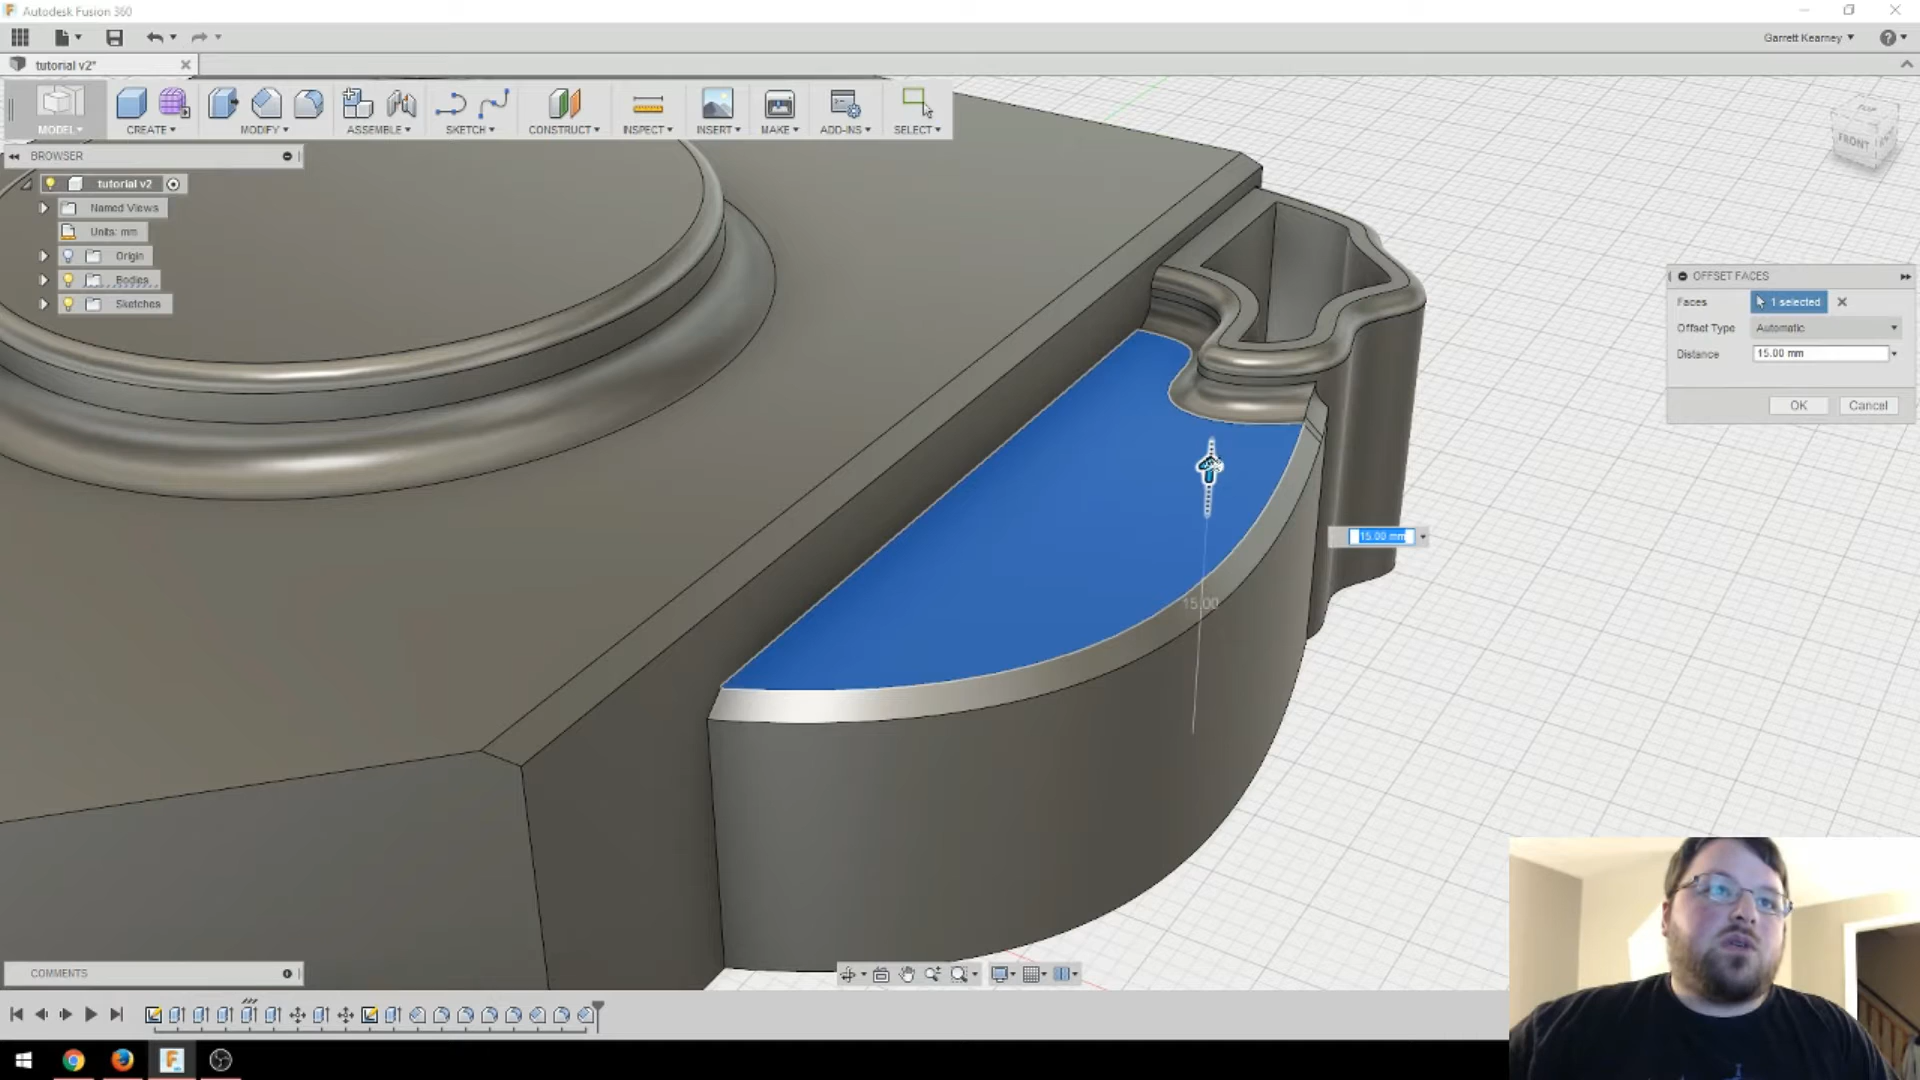 Autodesk Fusion 360
Garrett Kearney
tutorial v2*
MODEL
CREATE
MODIFY
ASSEMBLE
SKETCH
CONSTRUCT
INSPECT
INSERT
MAKE
ADD-INS
SELECT
BROWSER
tutorial v2
Named Views
Units: mm
Origin
Bodies
Sketches
FRONT
OFFSET FACES
Faces
1 selected
Offset Type
Automatic
Distance
15.00 mm
OK
Cancel
15.00 mm
15.00
COMMENTS